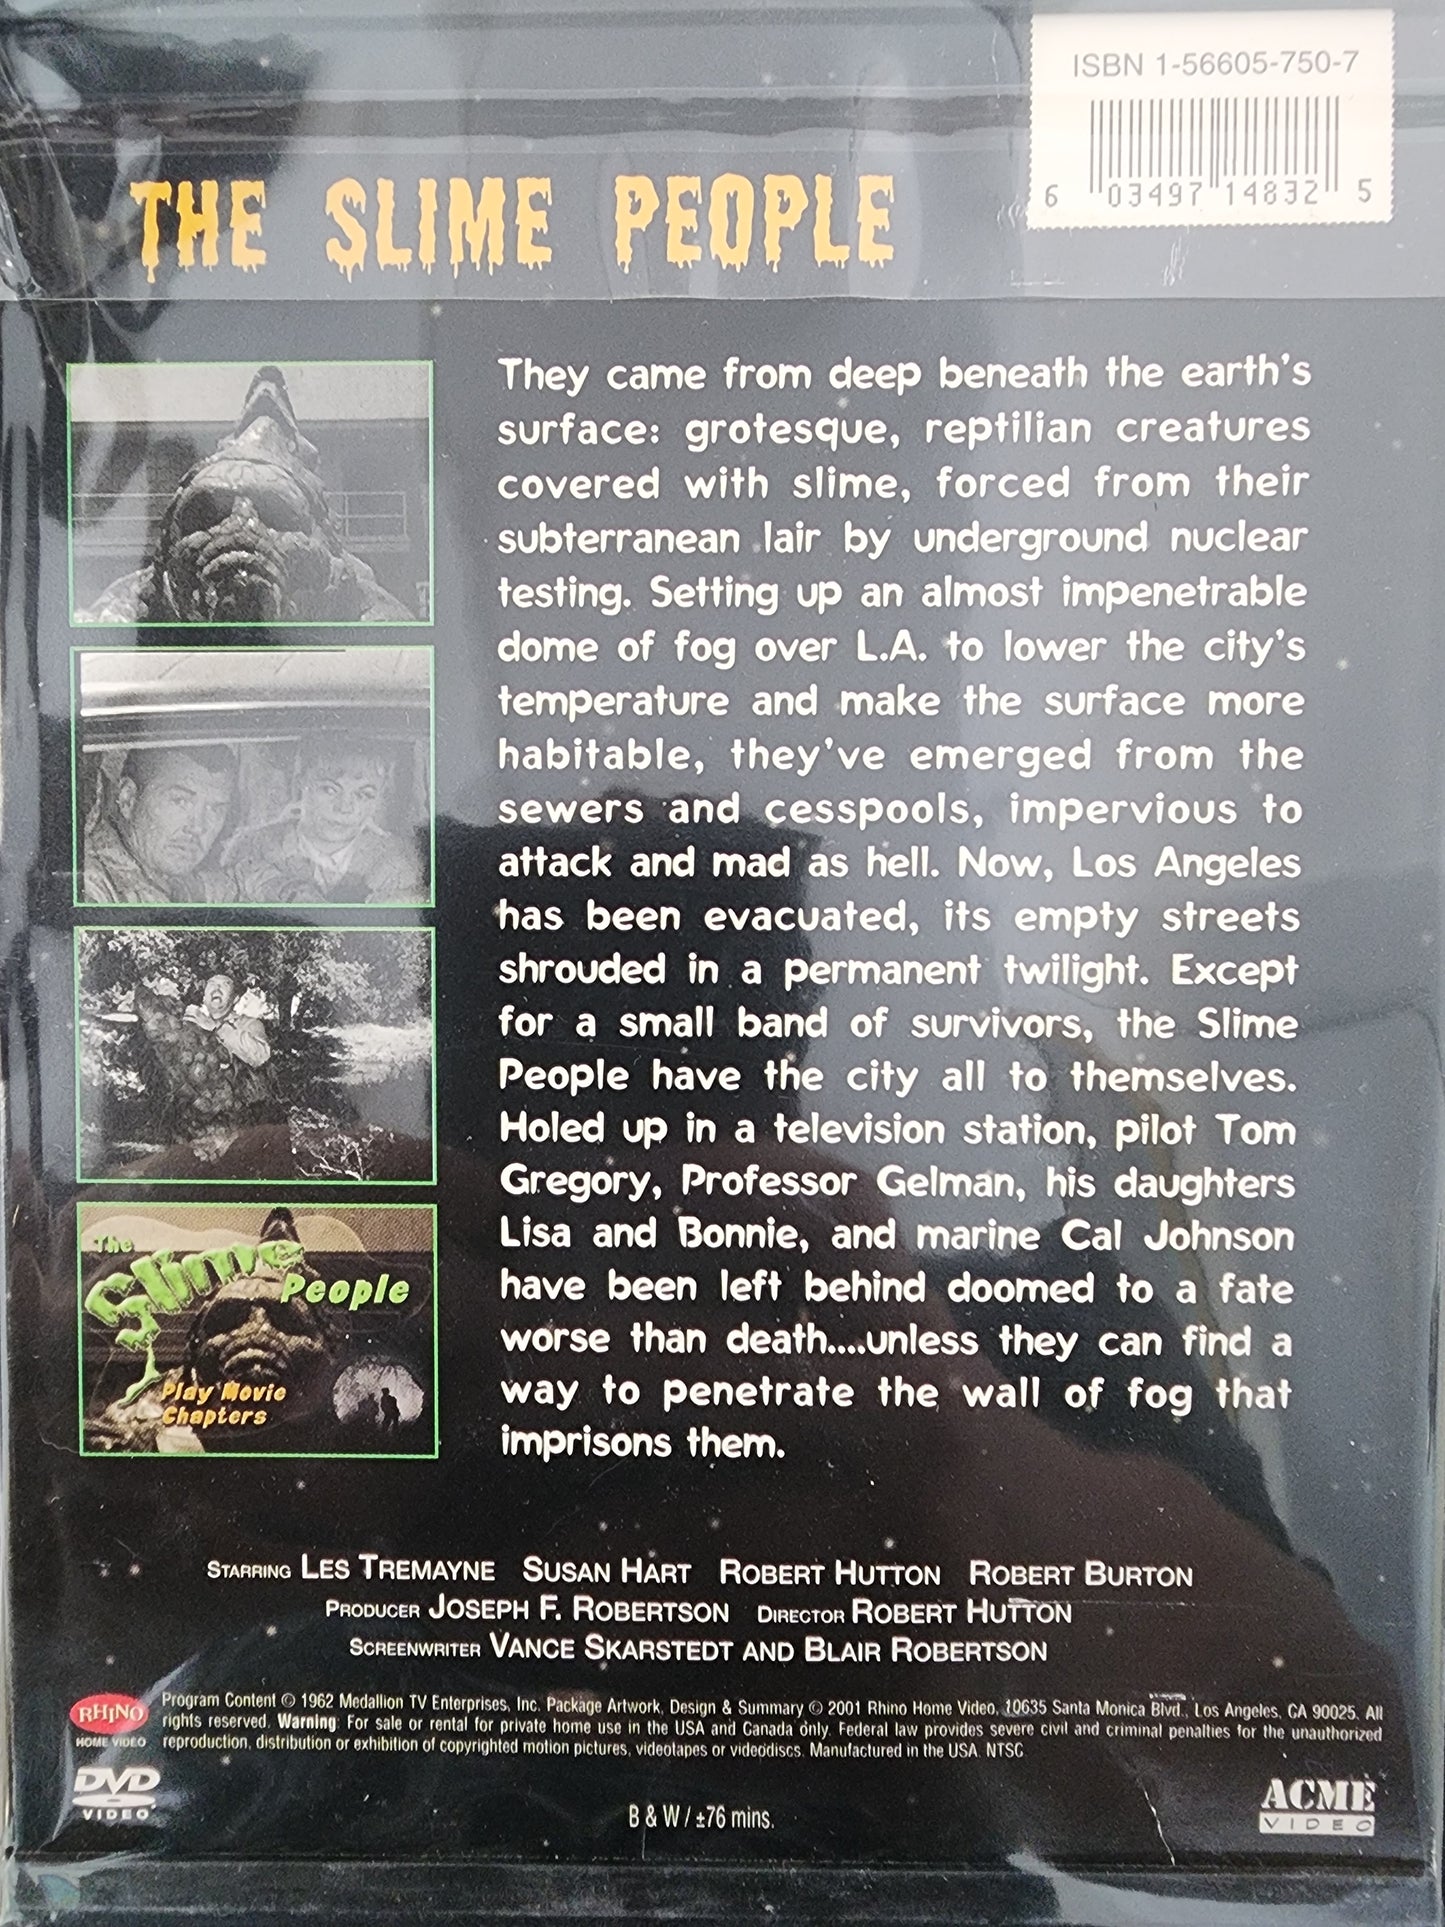 ISBN 1-56605-750-7
6 03497 14832 5
THE SLIME PEOPLE
They came from deep beneath the earth's
surface: grotesque, reptilian creatures
covered with slime, forced from their
subterranean lair by underground nuclear
testing. Setting up an almost impenetrable
dome of fog over L.A. to lower the city's
temperature and make the surface more
habitable, they've emerged from the
sewers and cesspools, impervious to
attack and mad as hell. Now, Los Angeles
has been evacuated, its empty streets
shrouded in a permanent twilight. Except
for a small band of survivors, the Slime
People have the city all to themselves.
Holed up in a television station, pilot Tom
Gregory, Professor Gelman, his daughters
Lisa and Bonnie, and marine Cal Johnson
have been left behind doomed to a fate
worse than death....unless they can find a
way to penetrate the wall of fog that
imprisons them.
The
Slime
People
Play Movie
Chapters
STARRING LES TREMAYNE SUSAN HART ROBERT HUTTON ROBERT BURTON
PRODUCER JOSEPH F. ROBERTSON DIRECTOR ROBERT HUTTON
SCREENWRITER VANCE SKARSTEDT AND BLAIR ROBERTSON
RHINO
HOME VIDEO
Program Content © 1962 Medallion TV Enterprises, Inc. Package Artwork, Design & Summary © 2001 Rhino Home Video, 10635 Santa Monica Blvd., Los Angeles, CA 90025. All
rights reserved. Warning: For sale or rental for private home use in the USA and Canada only. Federal law provides severe civil and criminal penalties for the unauthorized
reproduction, distribution or exhibition of copyrighted motion pictures, videotapes or videodiscs. Manufactured in the USA. NTSC
DVD
VIDEO
B & W / ±76 mins.
ACME
VIDEO